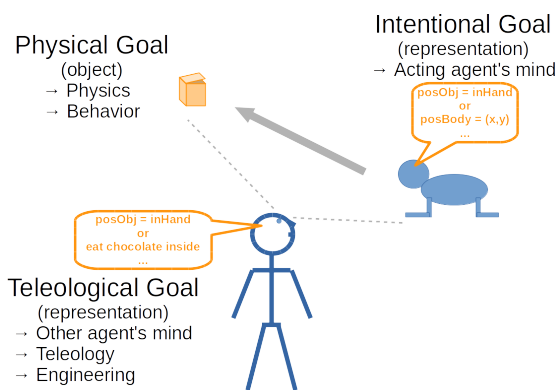 Physical Goal
(object)
→ Physics
→ Behavior
Intentional Goal
(representation)
→ Acting agent's mind
posObj = inHand
or
posBody = (x,y)
...
posObj = inHand
or
eat chocolate inside
...
Teleological Goal
(representation)
→ Other agent's mind
→ Teleology
→ Engineering